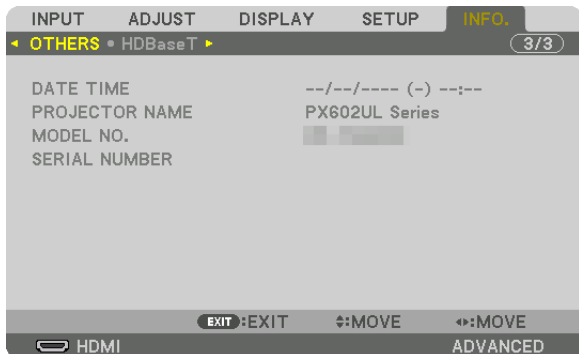 INPUT ADJUST DISPLAY SETUP INFO.
OTHERS • HDBaseT 3/3
DATE TIME --/--/---- (-) --:--
PROJECTOR NAME PX602UL Series
MODEL NO.
SERIAL NUMBER
EXIT :EXIT :MOVE :MOVE
HDMI ADVANCED